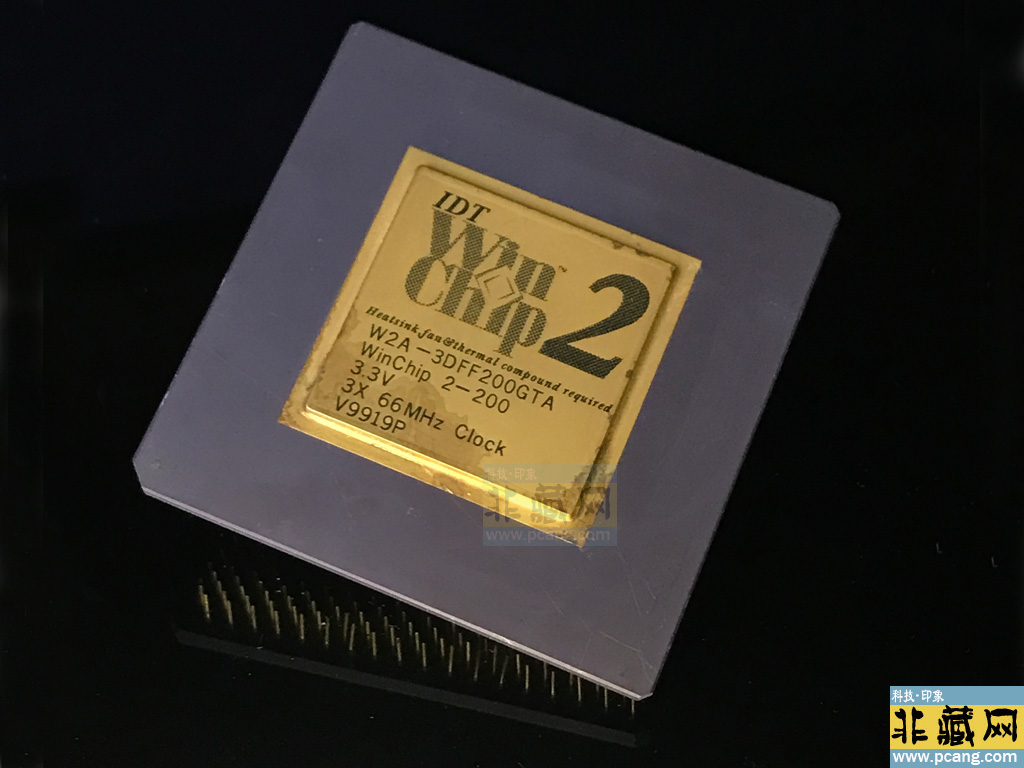 IDT
Win™
Chip 2
Heatsink fan&thermal compound required
W2A-3DFF200GTA
WinChip 2-200
3.3V
3X 66MHz Clock
V9919P
科技·印象
非藏网
www.pcang.com
科技·印象
非藏网
www.pcang.com